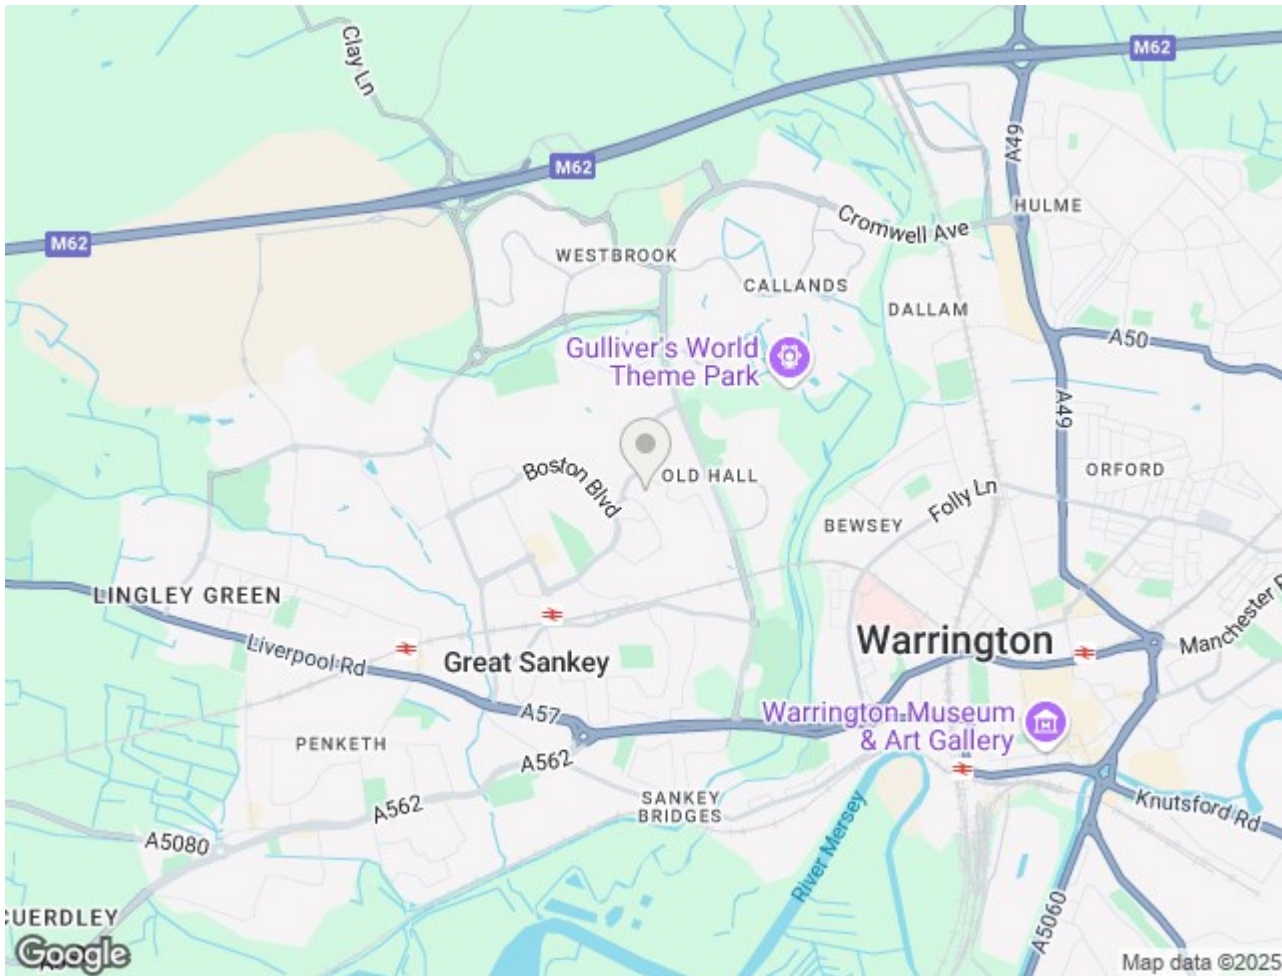 Clay Ln
M62
M62
M62
A49
HULME
Cromwell Ave
WESTBROOK
CALLANDS
DALLAM
A50
Gulliver's World
Theme Park
A49
Boston Blvd
OLD HALL
ORFORD
Folly Ln
BEWSEY
LINGLEY GREEN
Liverpool Rd
Great Sankey
Warrington
Manchester R
A57
Warrington Museum
& Art Gallery
PENKETH
A562
SANKEY
BRIDGES
A562
Knutsford Rd
River Mersey
A5080
A5060
CUERDLEY
Google
Map data ©2025